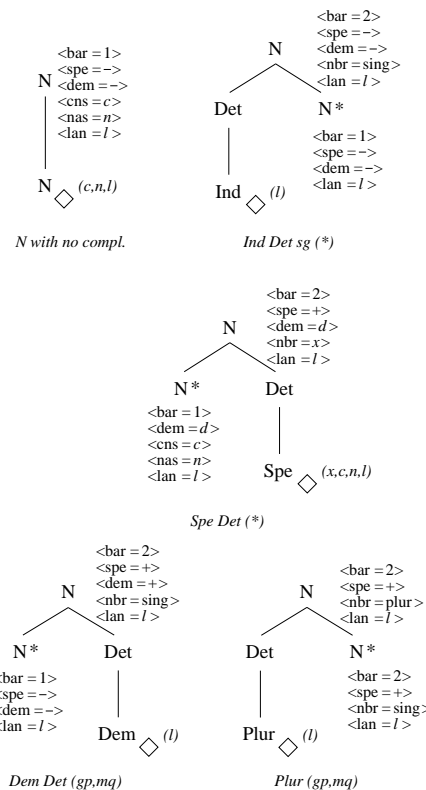 <bar = 1>
<spe = −>
<dem = −>
<cns = c>
<nas = n>
<lan = l >
N
N
(c,n,l)
N with no compl.
<bar = 2>
<spe = −>
<dem = −>
<nbr = sing>
<lan = l >
N
Det
N*
<bar = 1>
<spe = −>
<dem = −>
<lan = l >
Ind
(l)
Ind Det sg (*)
<bar = 2>
<spe = +>
<dem = d>
<nbr = x>
<lan = l >
N
N*
Det
<bar = 1>
<dem = d>
<cns = c>
<nas = n>
<lan = l >
Spe
(x,c,n,l)
Spe Det (*)
<bar = 2>
<spe = +>
<dem = +>
<nbr = sing>
<lan = l >
N
N*
Det
bar = 1>
spe = −>
dem = −>
lan = l >
Dem
(l)
Dem Det (gp,mq)
<bar = 2>
<spe = +>
<nbr = plur>
<lan = l >
N
Det
N*
<bar = 2>
<spe = +>
<nbr = sing>
<lan = l >
Plur
(l)
Plur (gp,mq)